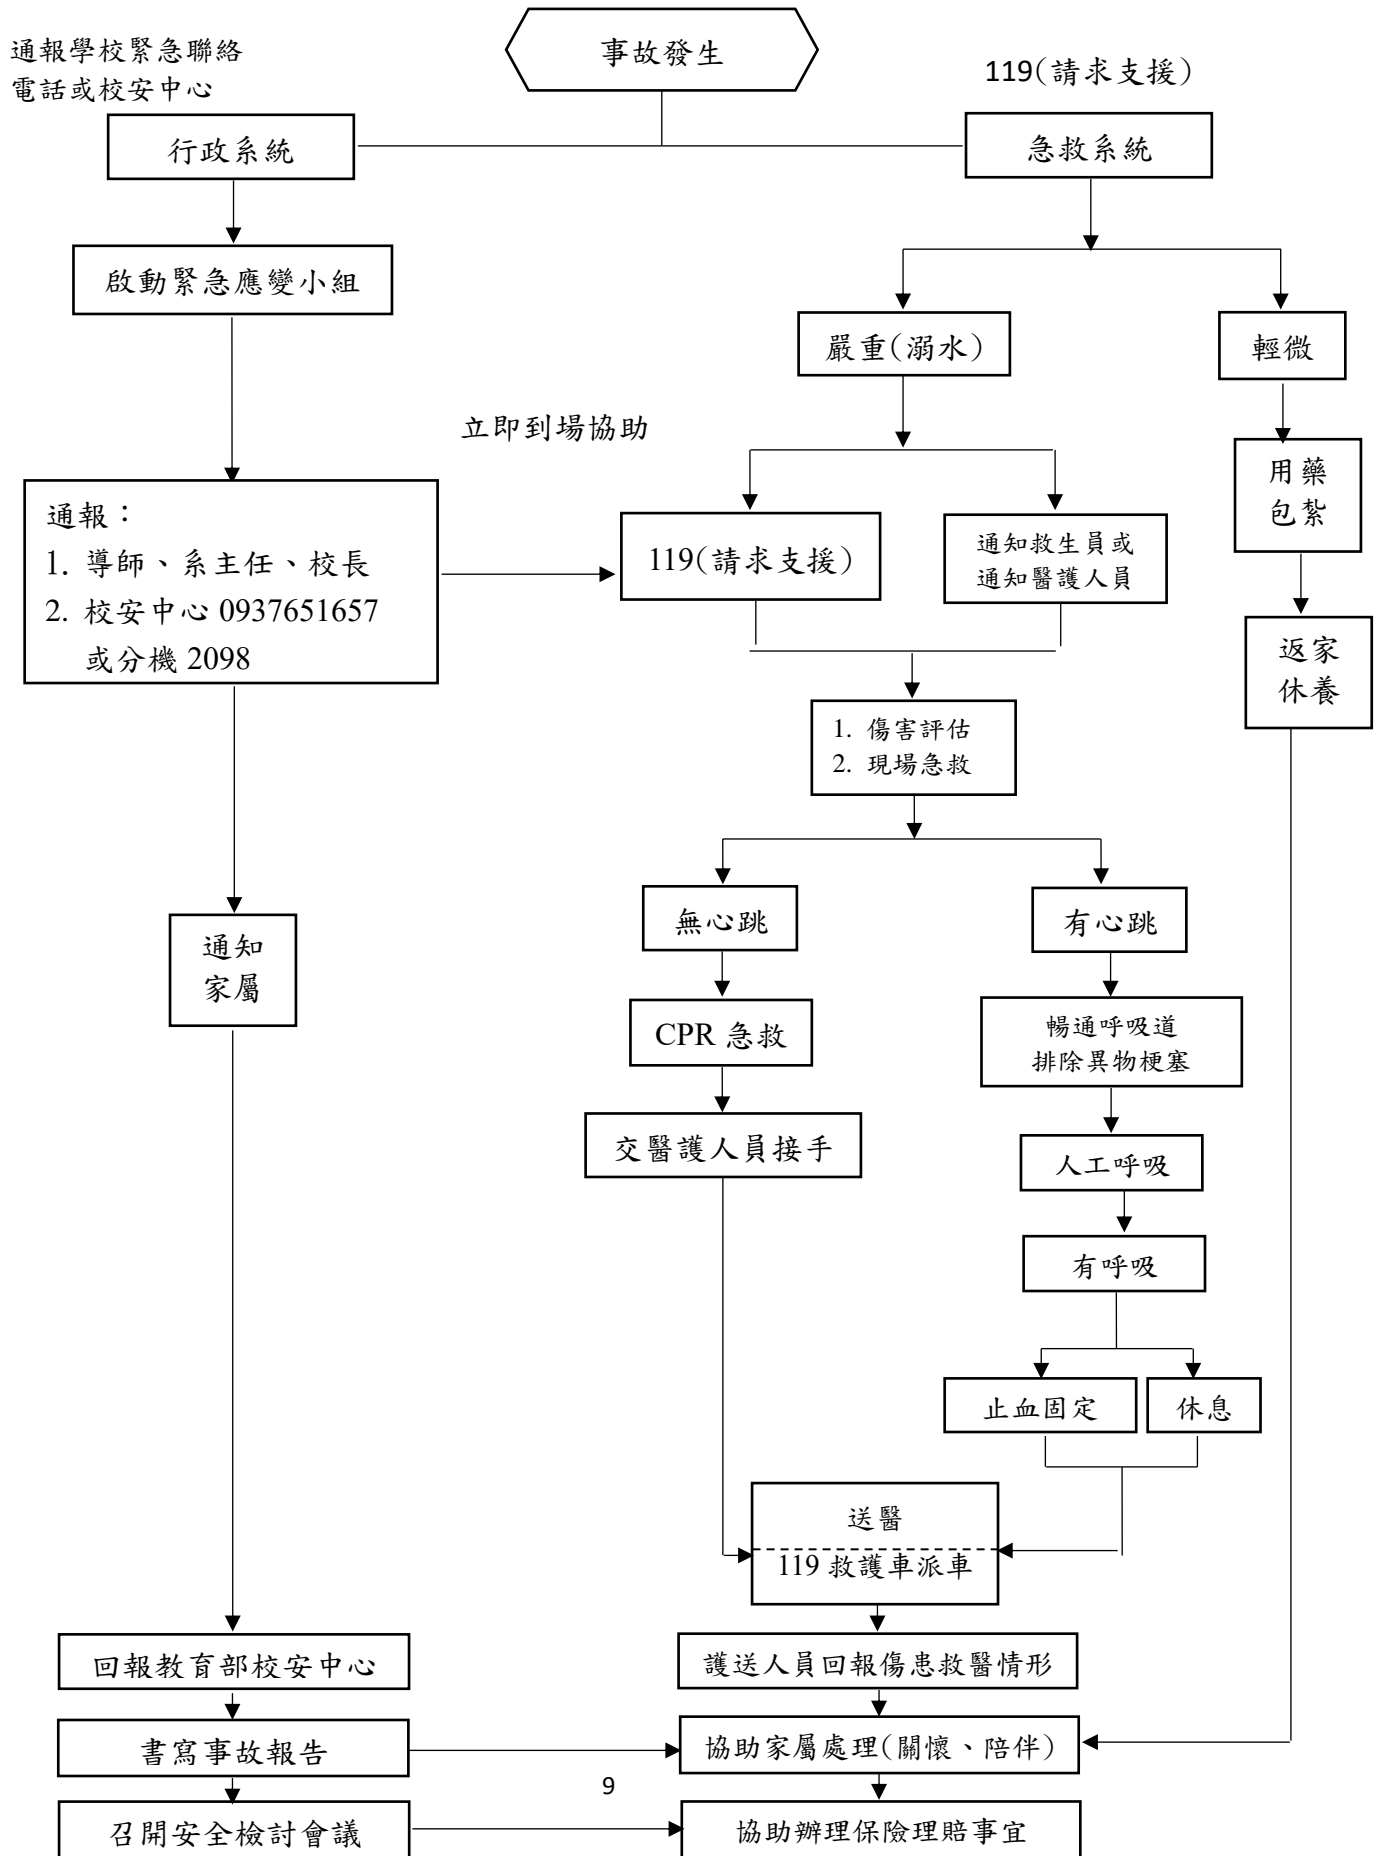 事故發生
通報學校緊急聯絡
電話或校安中心
119(請求支援)
行政系統
急救系統
啟動緊急應變小組
嚴重(溺水)
輕微
立即到場協助
用藥
包紮
通報：
1. 導師、系主任、校長
2. 校安中心 0937651657
或分機 2098
119(請求支援)
通知救生員或
通知醫護人員
返家
休養
1. 傷害評估
2. 現場急救
無心跳
有心跳
通知
家屬
CPR 急救
暢通呼吸道
排除異物梗塞
交醫護人員接手
人工呼吸
有呼吸
止血固定
休息
送醫
119 救護車派車
回報教育部校安中心
護送人員回報傷患救醫情形
書寫事故報告
協助家屬處理(關懷、陪伴)
9
召開安全檢討會議
協助辦理保險理賠事宜